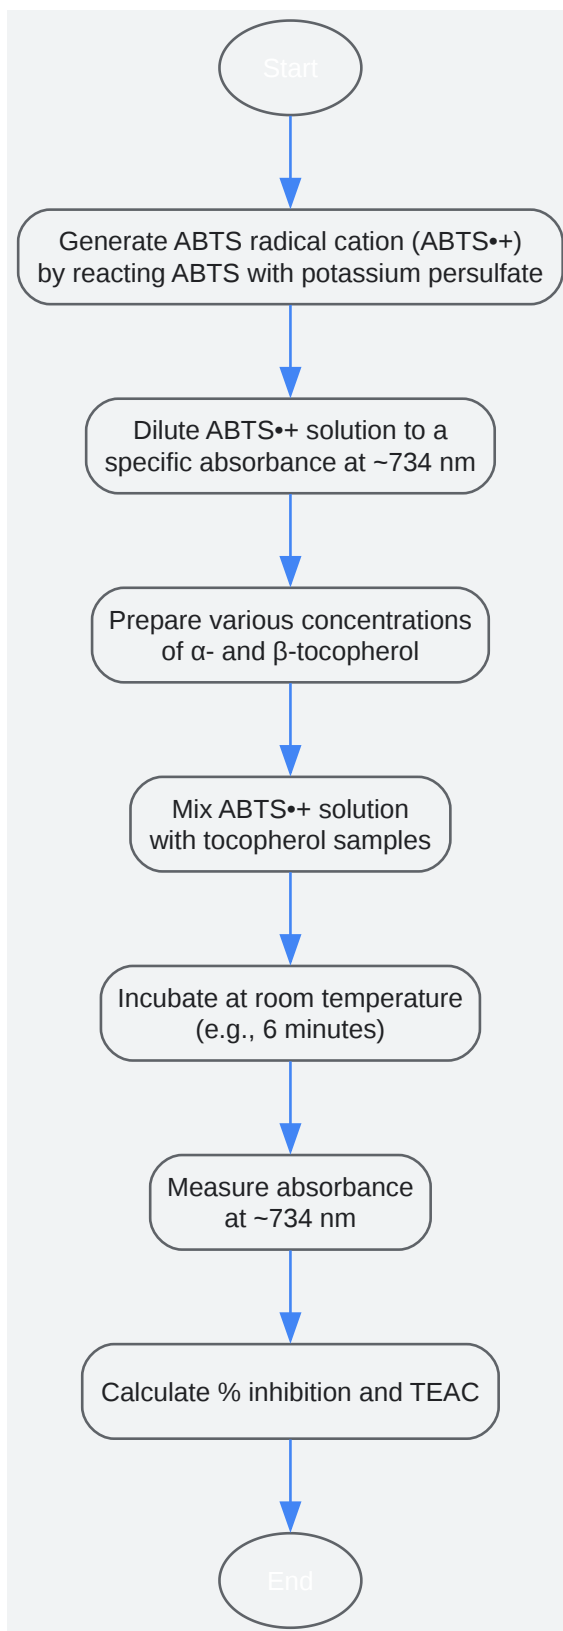 Start
Generate ABTS radical cation (ABTS•+)
by reacting ABTS with potassium persulfate
Dilute ABTS•+ solution to a
specific absorbance at ~734 nm
Prepare various concentrations
of α- and β-tocopherol
Mix ABTS•+ solution
with tocopherol samples
Incubate at room temperature
(e.g., 6 minutes)
Measure absorbance
at ~734 nm
Calculate % inhibition and TEAC
End